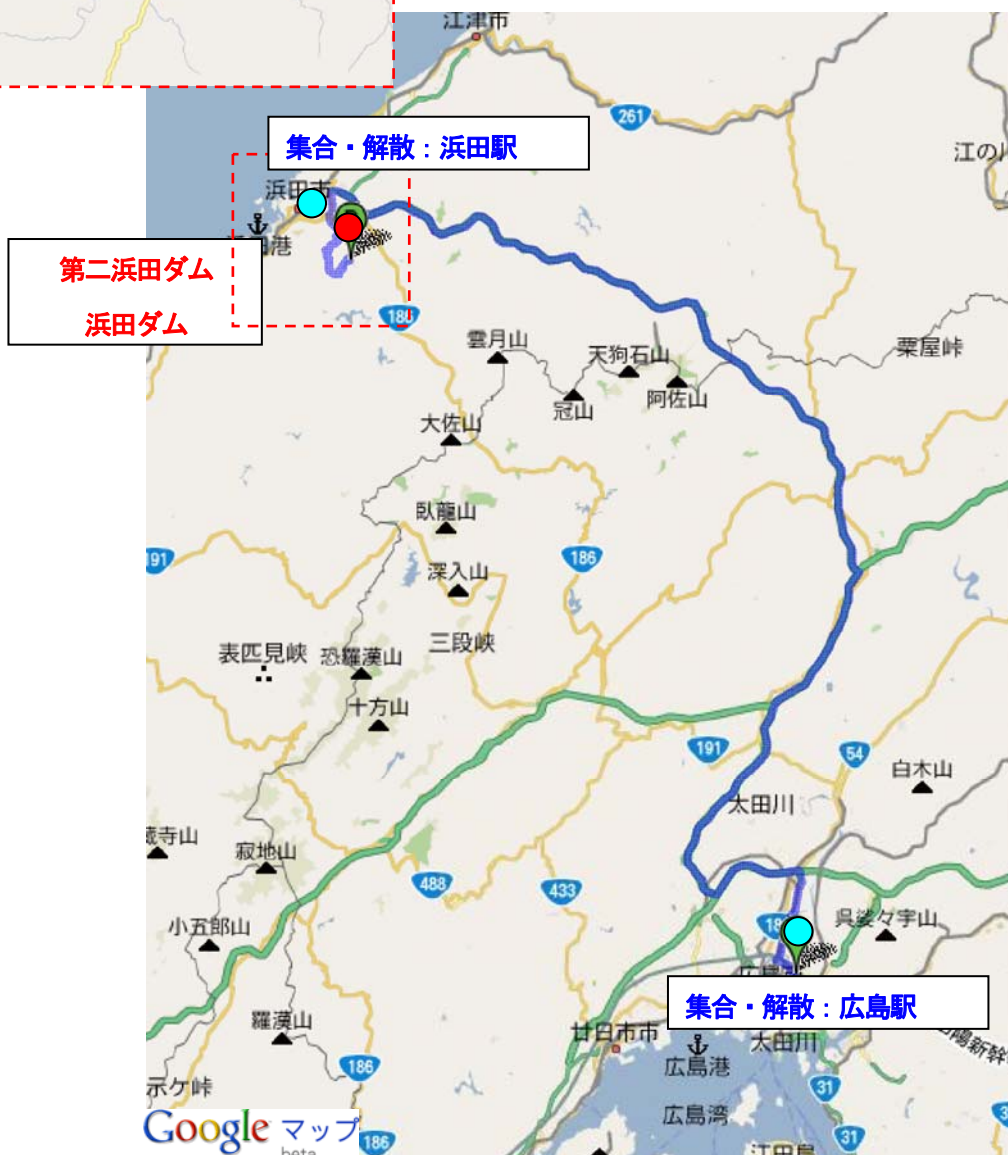 江津市
261
集合・解散：浜田駅
江の川
浜田市
第二浜田ダム
浜田ダム
186
雲月山
天狗石山
粟屋峠
冠山
阿佐山
大佐山
臥龍山
191
186
深入山
三段峡
表匹見峡
恐羅漢山
十方山
191
54
白木山
太田川
寂地山
488
433
小五郎山
呉娑々宇山
集合・解散：広島駅
羅漢山
廿日市市
太田川
広島港
186
31
広島湾
Google マップ
beta
186
31